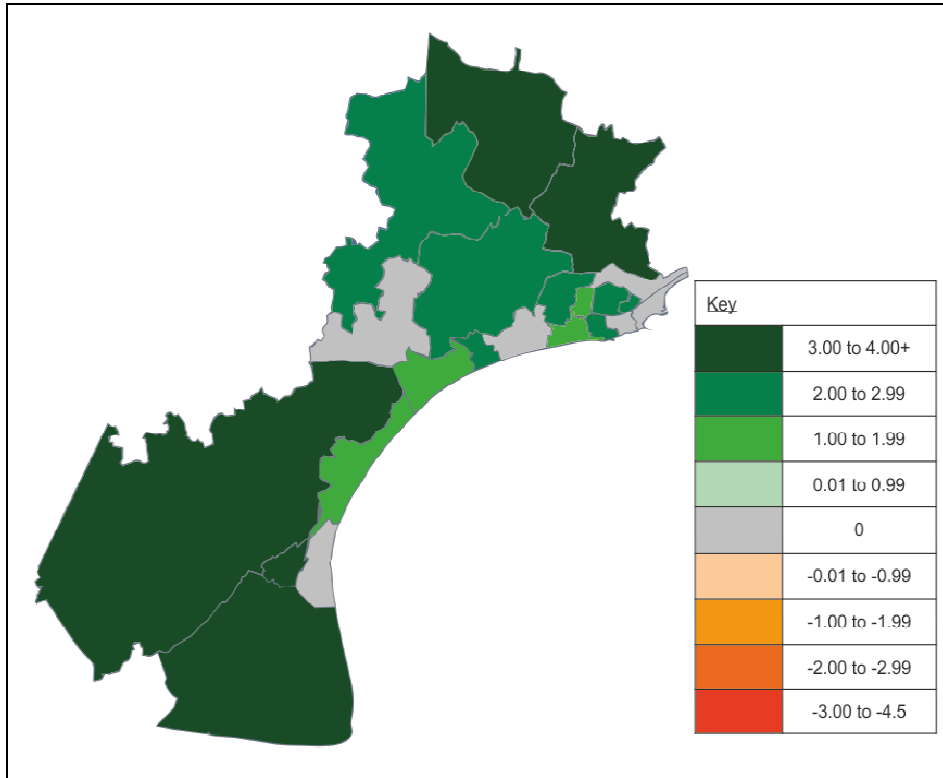 Key
3.00 to 4.00+
2.00 to 2.99
1.00 to 1.99
0.01 to 0.99
0
-0.01 to -0.99
-1.00 to -1.99
-2.00 to -2.99
-3.00 to -4.5